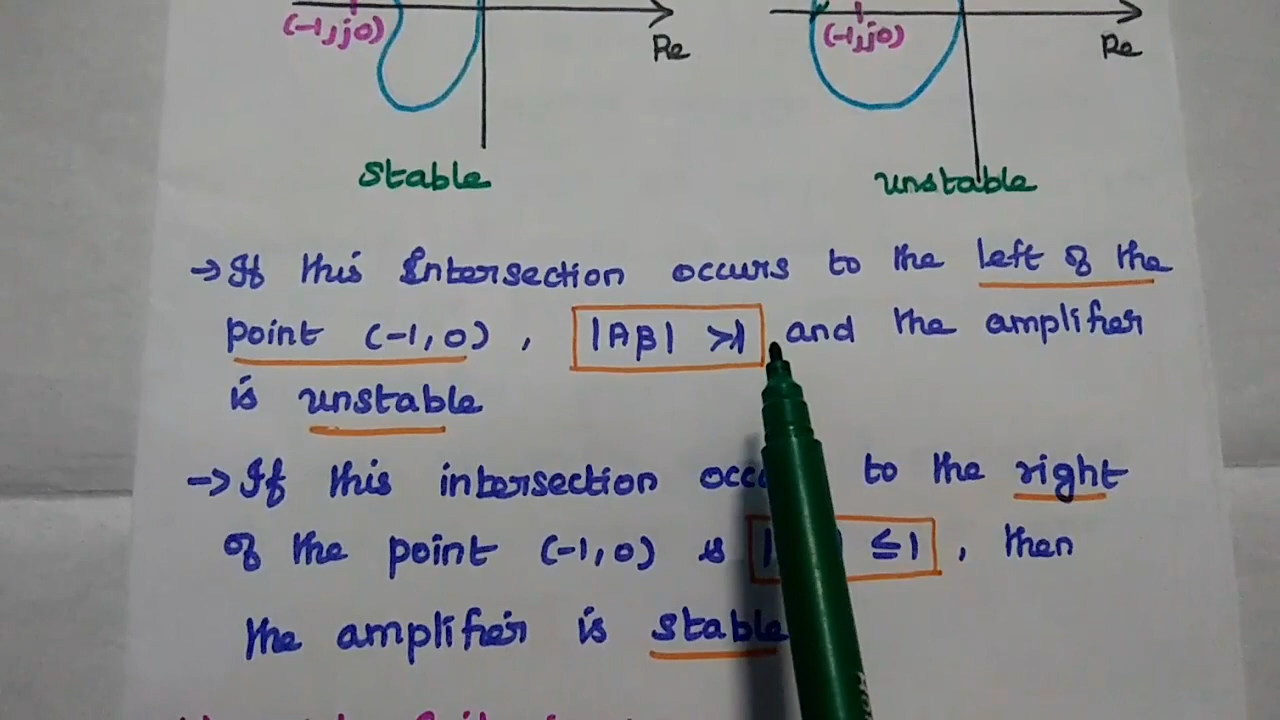 (-1,j0) Re (-1,j0) Re
Stable unstable
→ If this Intersection occurs to the left of the
point (-1,0) , |Aβ| >1 and the amplifier
is unstable
→ If this intersection to the right
of the point (-1,0) is | | ≤1 , then
the amplifier is stable